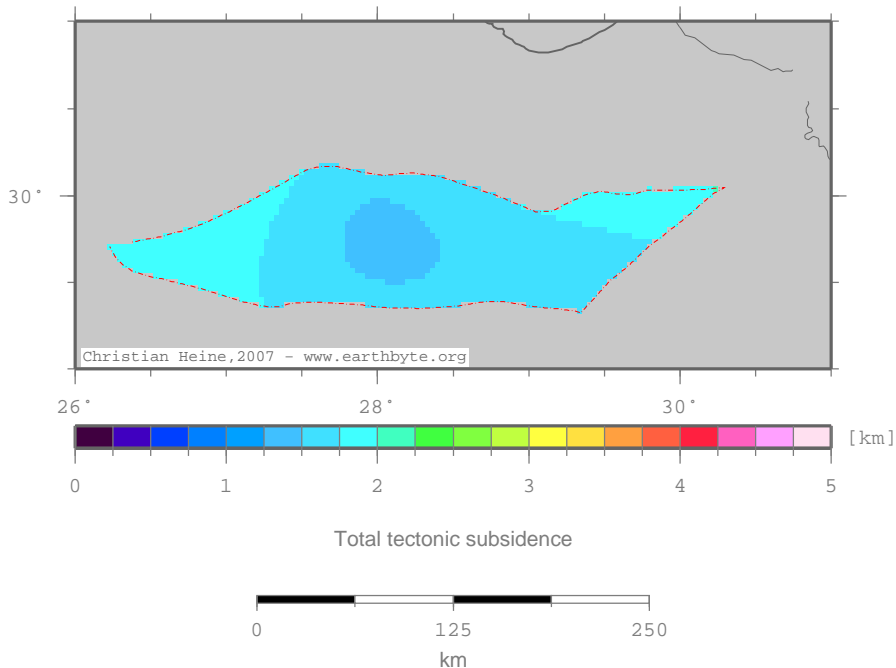 30°
Christian Heine,2007 - www.earthbyte.org
26° 28° 30°
[km]
0 1 2 3 4 5
Total tectonic subsidence
0 125 250
km